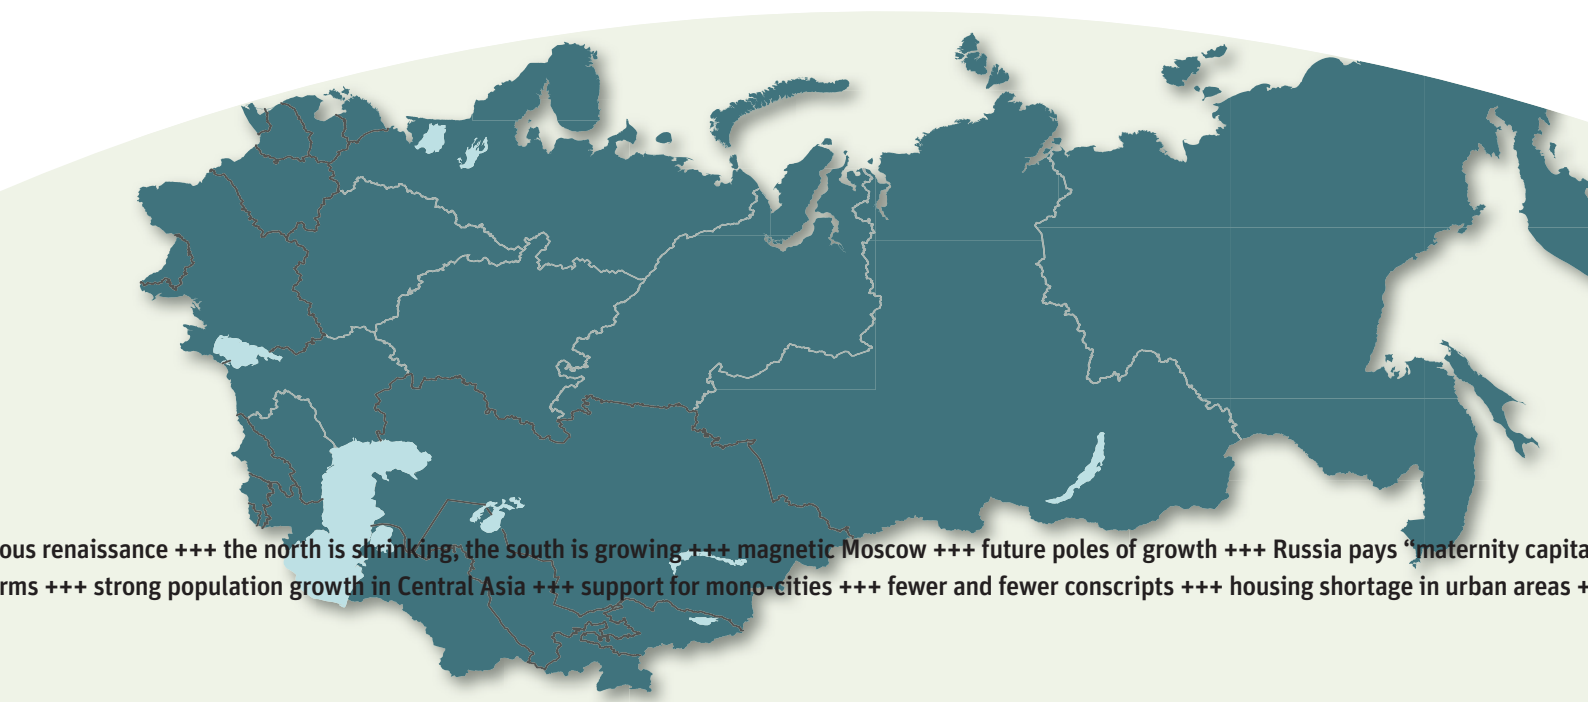 ous renaissance +++ the north is shrinking, the south is growing +++ magnetic Moscow +++ future poles of growth +++ Russia pays “maternity capita
rms +++ strong population growth in Central Asia +++ support for mono-cities +++ fewer and fewer conscripts +++ housing shortage in urban areas +